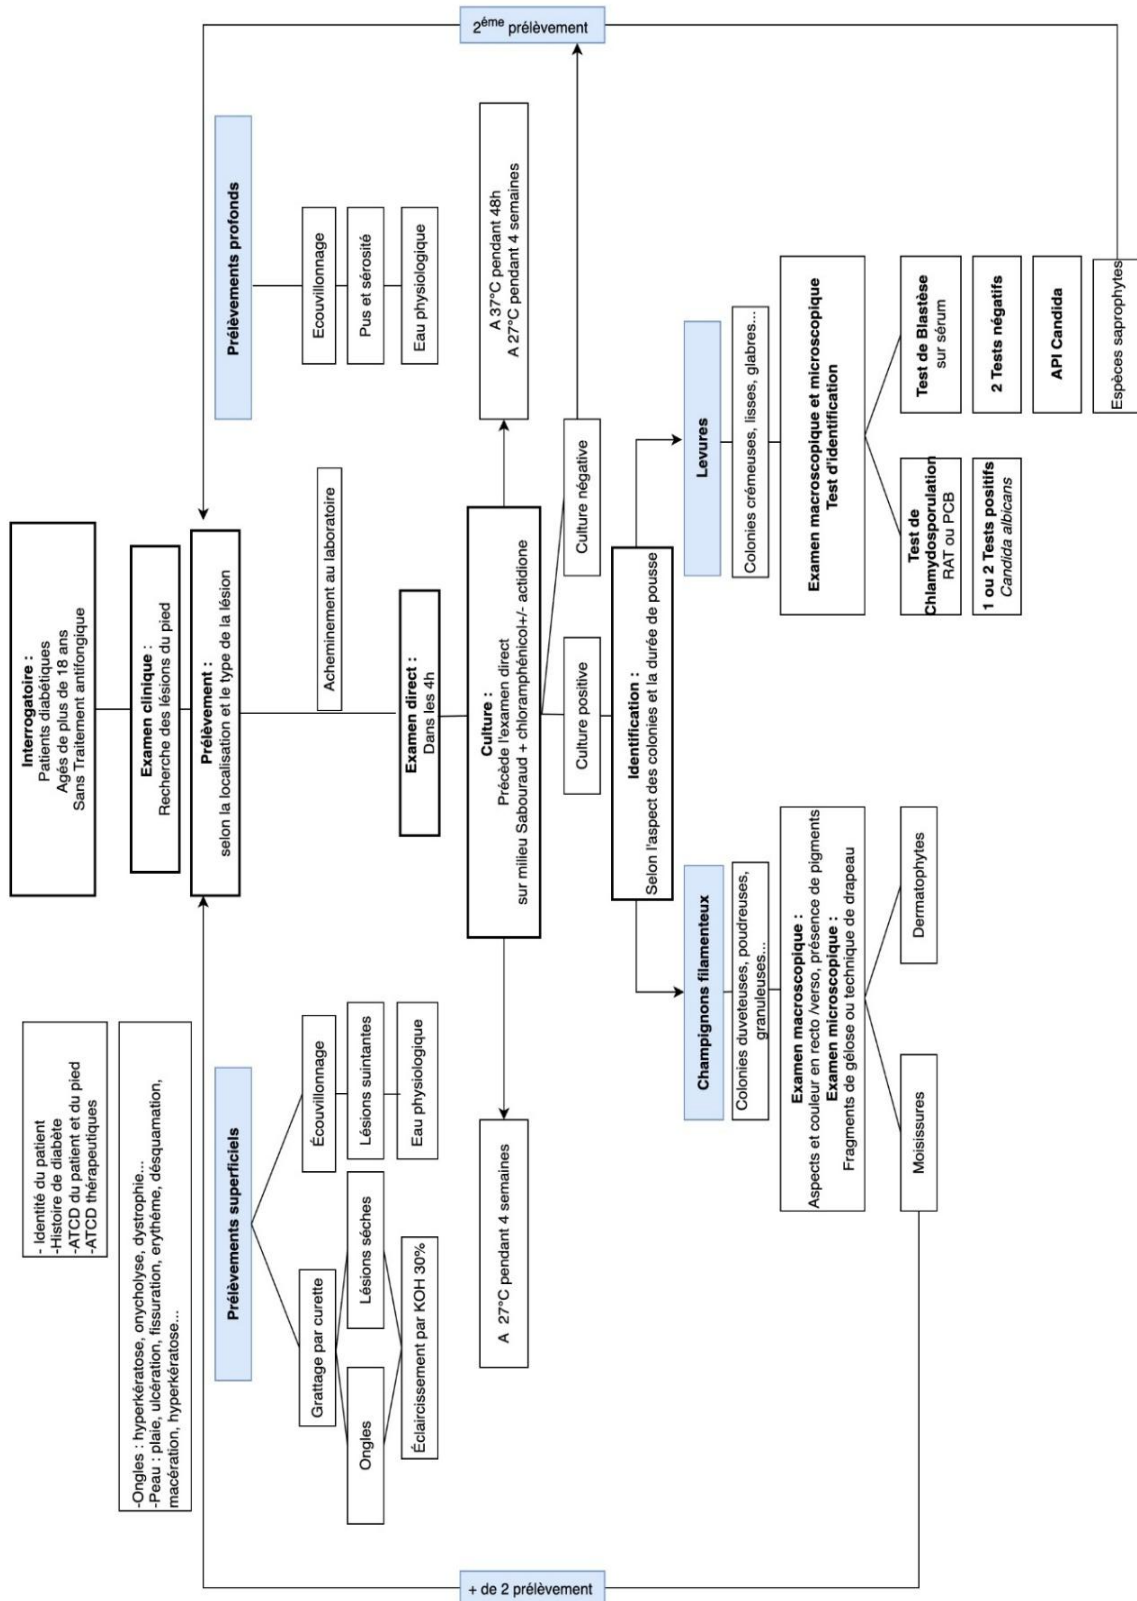 Interrogatoire :
Patients diabétiques
Agés de plus de 18 ans
Sans Traitement antifongique
- Identité du patient
-Histoire de diabète
-ATCD du patient et du pied
-ATCD thérapeutiques
Examen clinique :
Recherche des lésions du pied
-Ongles : hyperkératose, onycholyse, dystrophie...
-Peau : plaie, ulcération, fissuration, erythéme, désquamation,
macération, hyperkératose...
Prélèvement :
selon la localisation et le type de la lésion
Prélèvements superficiels
Grattage par curette
Écouvillonnage
Ongles
Lésions séches
Lésions suintantes
Éclaircissement par KOH 30%
Eau physiologique
Acheminement au laboratoire
Prélèvements profonds
Ecouvillonnage
Pus et sérosité
Eau physiologique
Examen direct :
Dans les 4h
Culture :
Précède l'examen direct
sur milieu Sabouraud + chloramphénicol+/- actidione
A 27°C pendant 4 semaines
A 37°C pendant 48h
A 27°C pendant 4 semaines
Culture positive
Culture négative
Identification :
Selon l'aspect des colonies et la durée de pousse
Champignons filamenteux
Colonies duveteuses, poudreuses,
granuleuses...
Examen macroscopique :
Aspects et couleur en recto /verso, présence de pigments
Examen microscopique :
Fragments de gélose ou technique de drapeau
Moisissures
Dermatophytes
Levures
Colonies crémeuses, lisses, glabres...
Examen macroscopique et microscopique
Test d'identification
Test de
Chlamydosporulation
RAT ou PCB
Test de Blastèse
sur sérum
1 ou 2 Tests positifs
Candida albicans
2 Tests négatifs
API Candida
Espèces saprophytes
+ de 2 prélèvement
2éme prélèvement